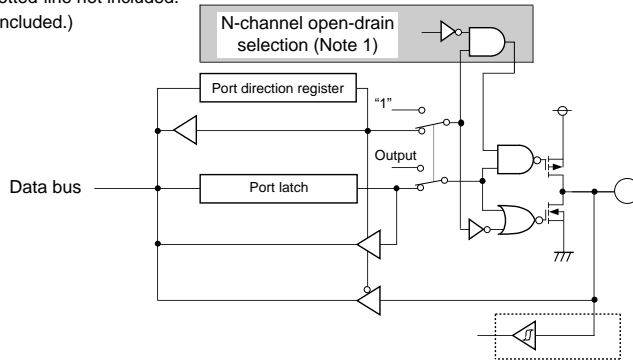 line not included.
ncluded.)
N-channel open-drain
selection (Note 1)
Port direction register
“1”
Output
Data bus
Port latch